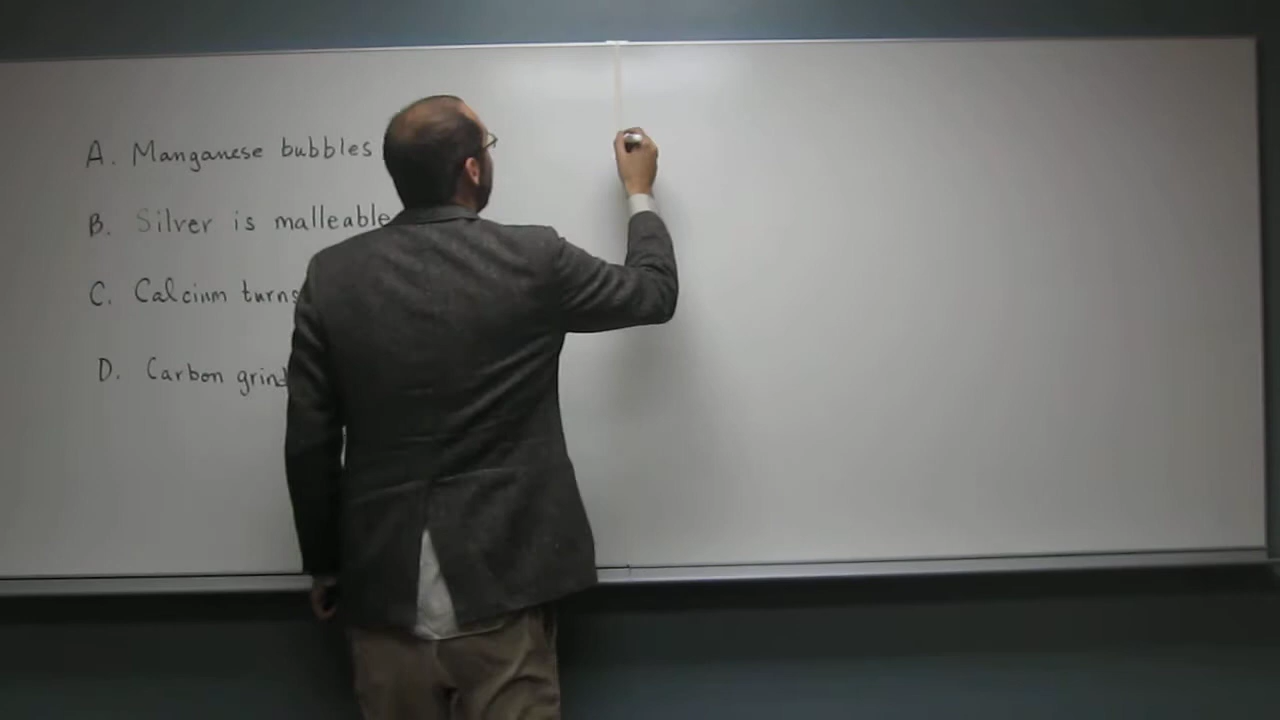 A. Manganese bubbles
B. Silver is malleable
C. Calcium turns
D. Carbon grind